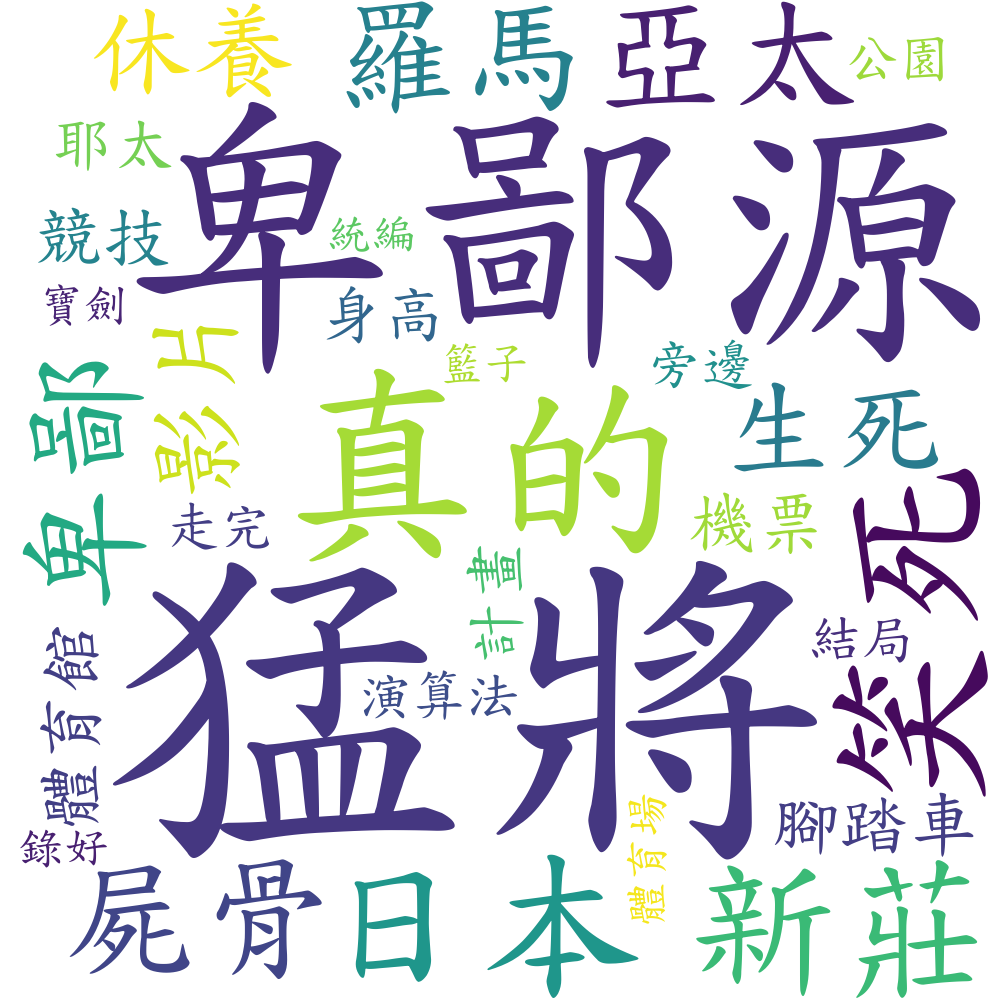 休養
羅馬
亞太
公園
耶太
卑鄙源
競技
統編
寶劍
身高
影片
籃子
旁邊
卑鄙
真的
生死
走完
機票
笑死
計畫
猛將
結局
體育館
演算法
錄好
體育場
腳踏車
屍骨
日本
新莊